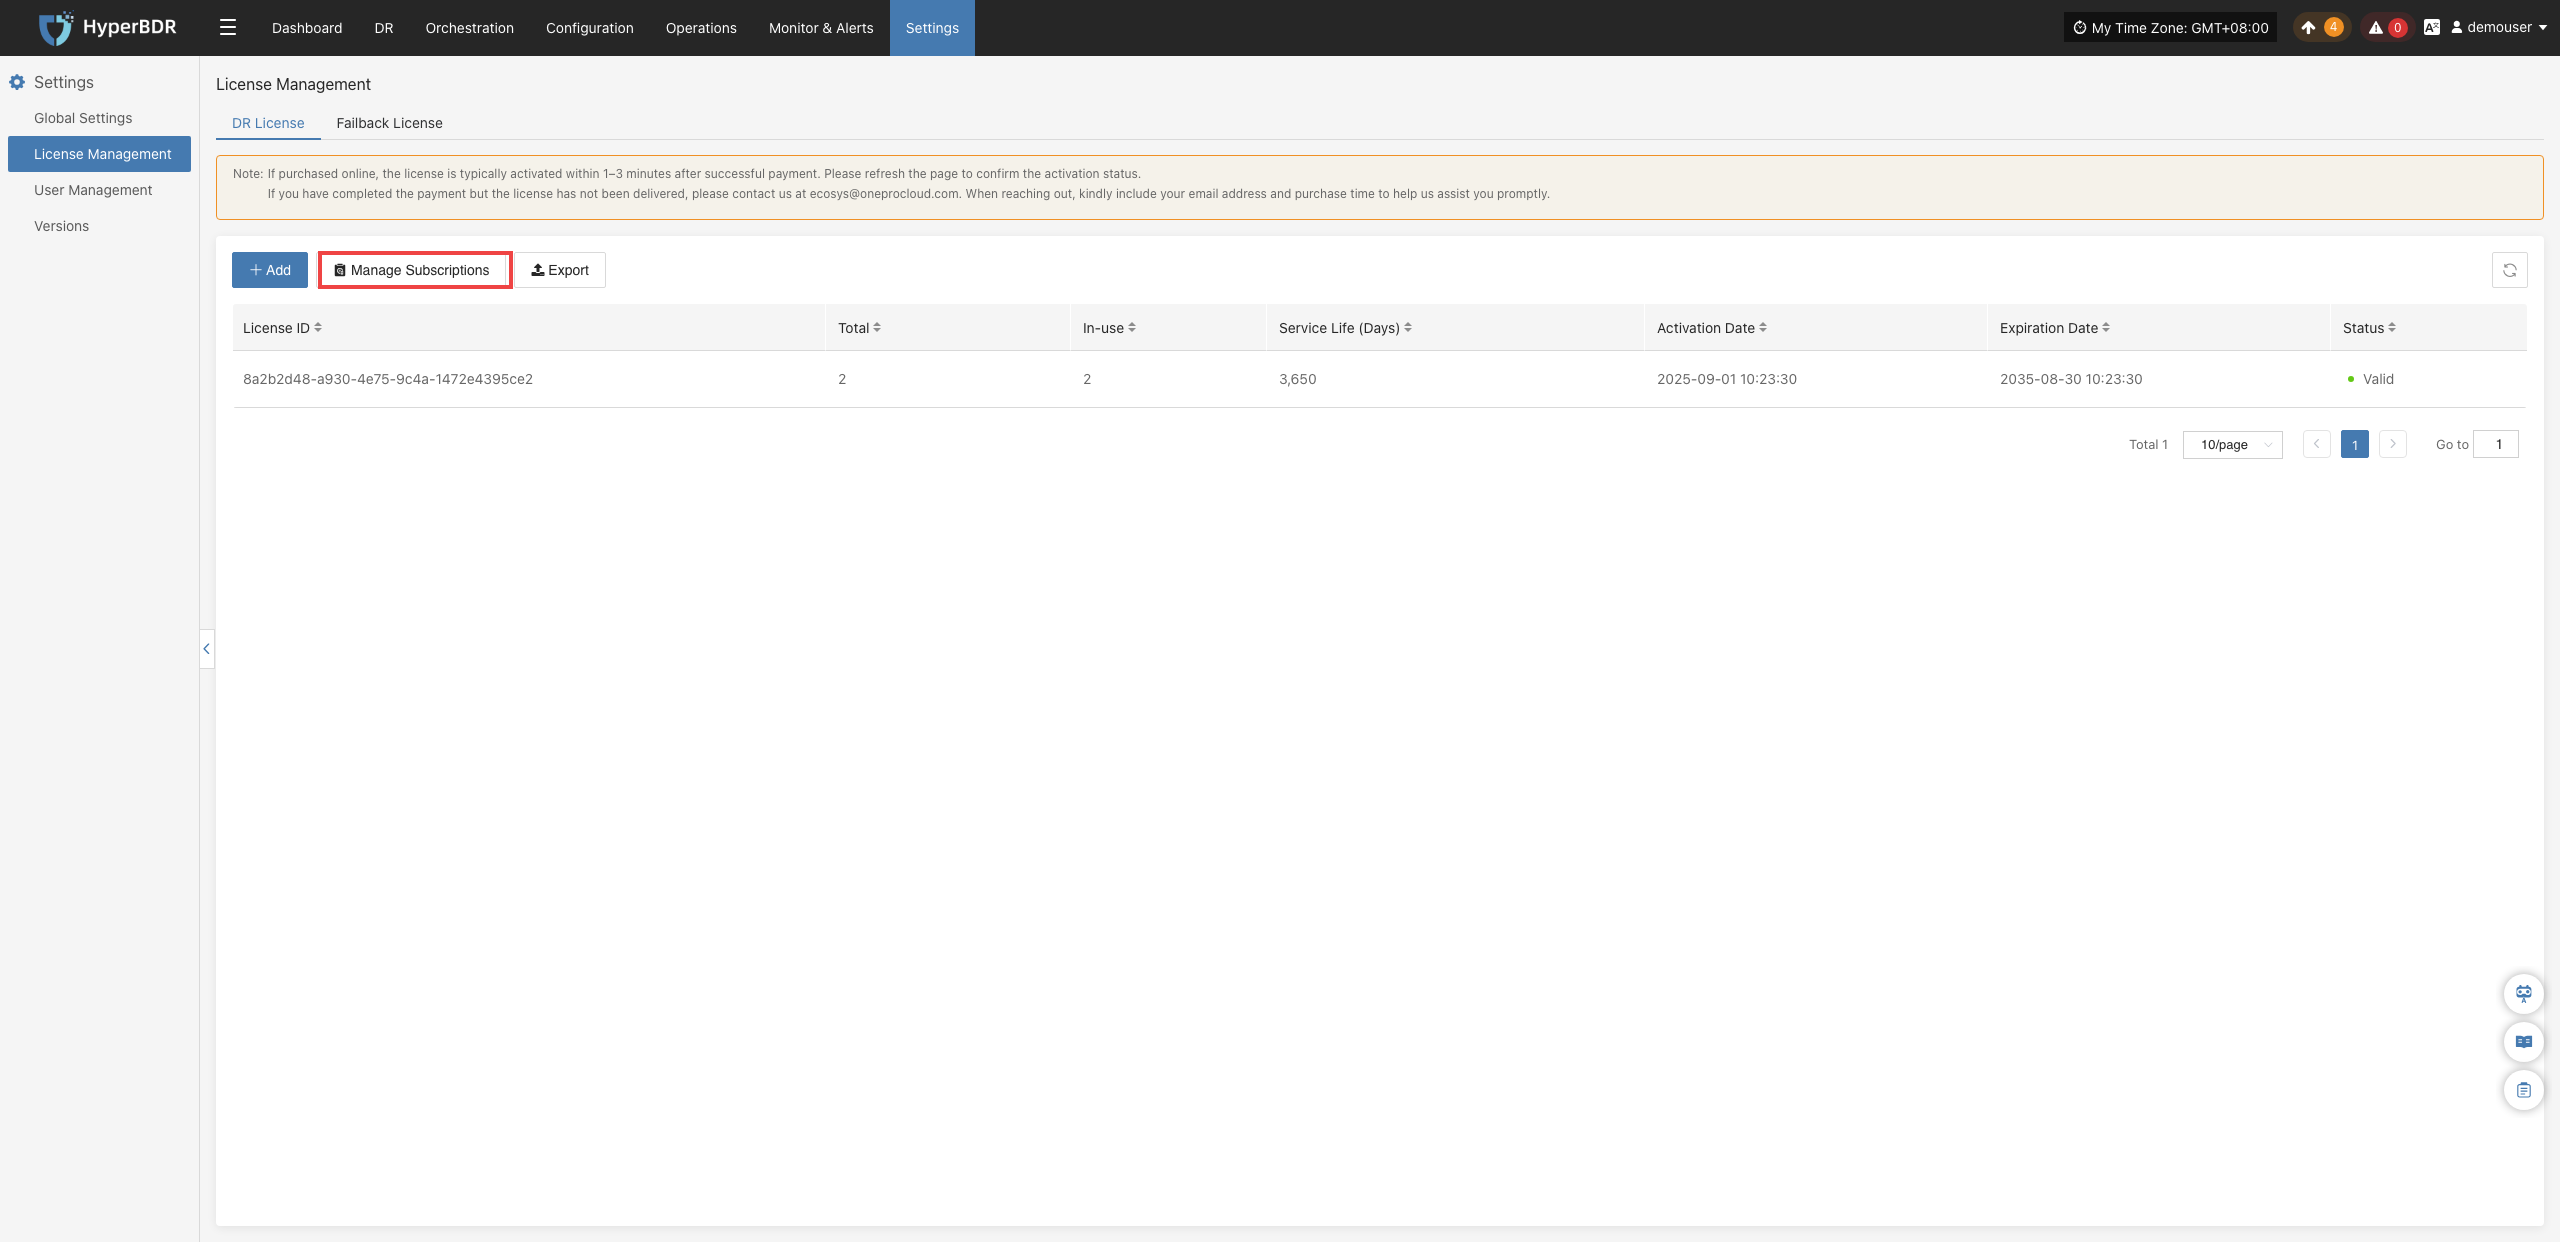 HyperBDR
Dashboard DR Orchestration Configuration Operations Monitor & Alerts Settings
My Time Zone: GMT+08:00 4 0 demouser
Settings
Global Settings
License Management
User Management
Versions
License Management
DR License Failback License
Note: If purchased online, the license is typically activated within 1–3 minutes after successful payment. Please refresh the page to confirm the activation status.
If you have completed the payment but the license has not been delivered, please contact us at ecosys@oneprocloud.com. When reaching out, kindly include your email address and purchase time to help us assist you promptly.
Add Manage Subscriptions Export
License ID Total In-use Service Life (Days) Activation Date Expiration Date Status
8a2b2d48-a930-4e75-9c4a-1472e4395ce2 2 2 3,650 2025-09-01 10:23:30 2035-08-30 10:23:30 Valid
Total 1 10/page 1 Go to 1